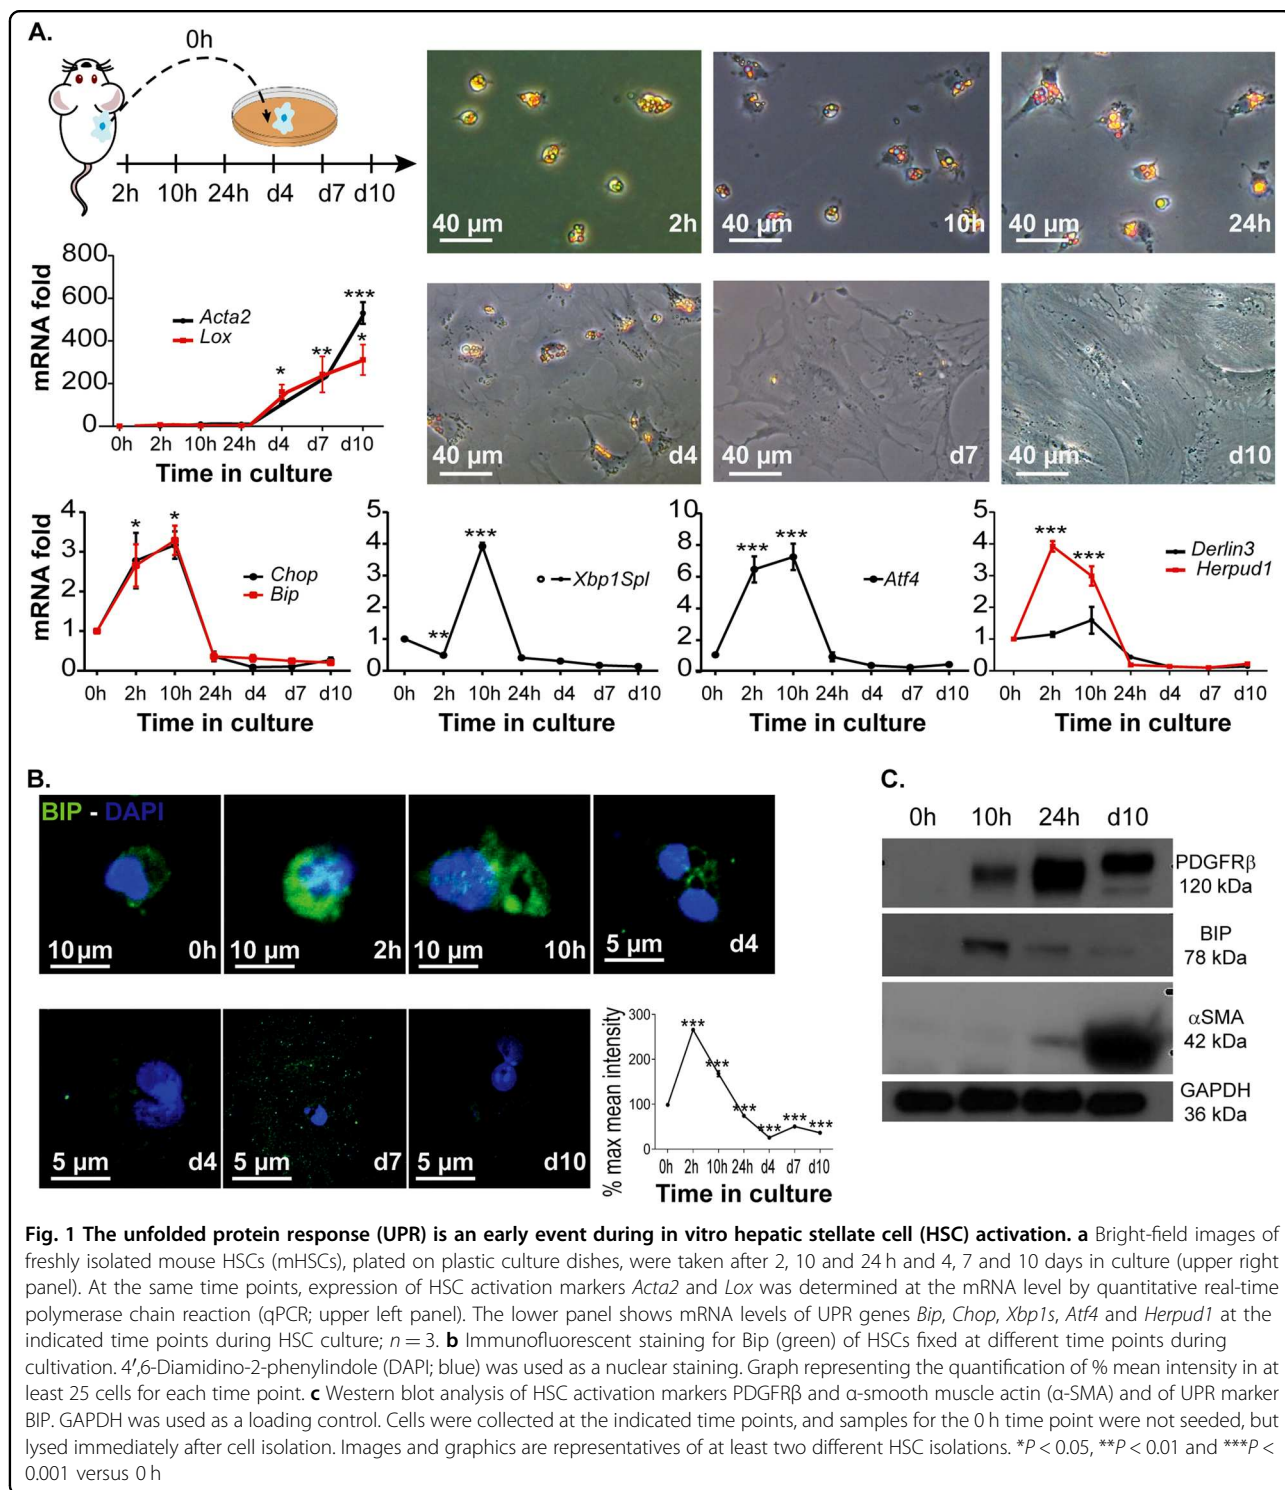 A.
0h
2h 10h 24h d4 d7 d10
40 µm 2h
40 µm 10h
40 µm 24h
800
600
400
200
0
mRNA fold
Acta2
Lox
***
*
**
*
0h 2h 10h 24h d4 d7 d10
Time in culture
40 µm d4
40 µm d7
40 µm d10
4
3
2
1
0
mRNA fold
* *
Chop
Bip
0h 2h 10h 24h d4 d7 d10
Time in culture
5
4
3
2
1
0
***
**
Xbp1Spl
0h 2h 10h 24h d4 d7 d10
Time in culture
10
8
6
4
2
0
*** ***
Atf4
0h 2h 10h 24h d4 d7 d10
Time in culture
5
4
3
2
1
0
***
***
Derlin3
Herpud1
0h 2h 10h 24h d4 d7 d10
Time in culture
B.
BIP - DAPI
10 µm 0h
10 µm 2h
10 µm 10h
5 µm d4
5 µm d4
5 µm d7
5 µm d10
% max mean intensity
300
200
100
0
*** *** *** *** *** ***
0h 2h 10h 24h d4 d7 d10
Time in culture
C.
0h 10h 24h d10
PDGFRβ
120 kDa
BIP
78 kDa
αSMA
42 kDa
GAPDH
36 kDa
Fig. 1 The unfolded protein response (UPR) is an early event during in vitro hepatic stellate cell (HSC) activation. a Bright-field images of
freshly isolated mouse HSCs (mHSCs), plated on plastic culture dishes, were taken after 2, 10 and 24 h and 4, 7 and 10 days in culture (upper right
panel). At the same time points, expression of HSC activation markers Acta2 and Lox was determined at the mRNA level by quantitative real-time
polymerase chain reaction (qPCR; upper left panel). The lower panel shows mRNA levels of UPR genes Bip, Chop, Xbp1s, Atf4 and Herpud1 at the
indicated time points during HSC culture; n = 3. b Immunofluorescent staining for Bip (green) of HSCs fixed at different time points during
cultivation. 4′,6-Diamidino-2-phenylindole (DAPI; blue) was used as a nuclear staining. Graph representing the quantification of % mean intensity in at
least 25 cells for each time point. c Western blot analysis of HSC activation markers PDGFRβ and α-smooth muscle actin (α-SMA) and of UPR marker
BIP. GAPDH was used as a loading control. Cells were collected at the indicated time points, and samples for the 0 h time point were not seeded, but
lysed immediately after cell isolation. Images and graphics are representatives of at least two different HSC isolations. *P < 0.05, **P < 0.01 and ***P <
0.001 versus 0 h